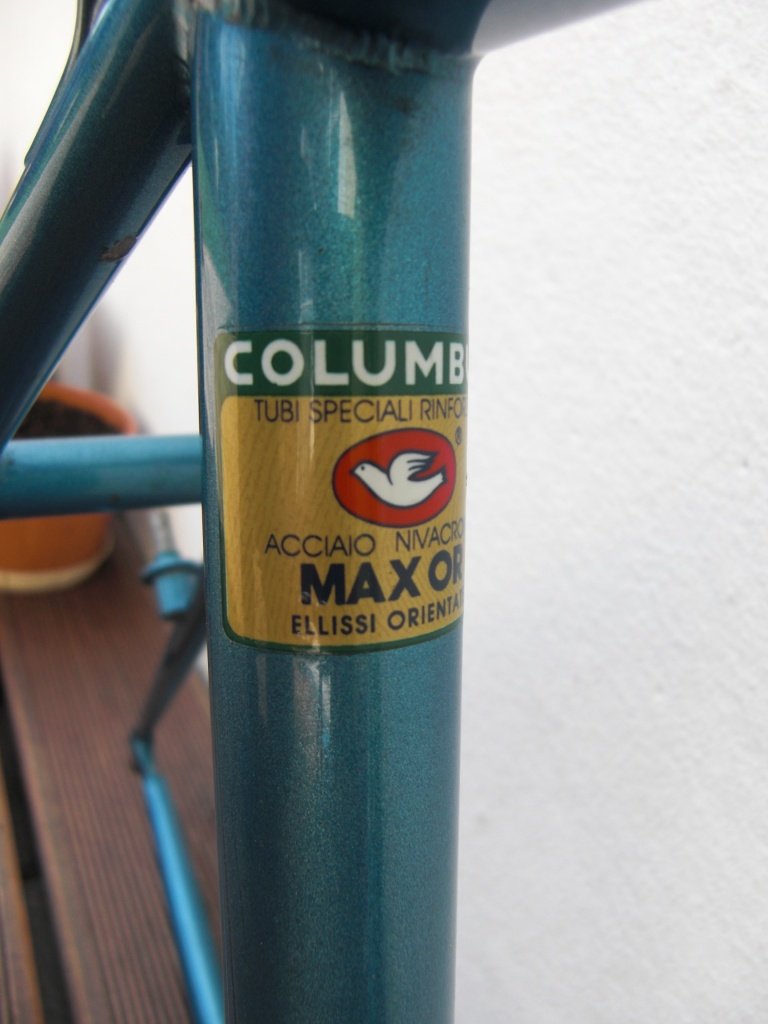 COLUMB
TUBI SPECIALI RINFOR
®
ACCIAIO NIVACRO
MAX OR
ELLISSI ORIENTAT